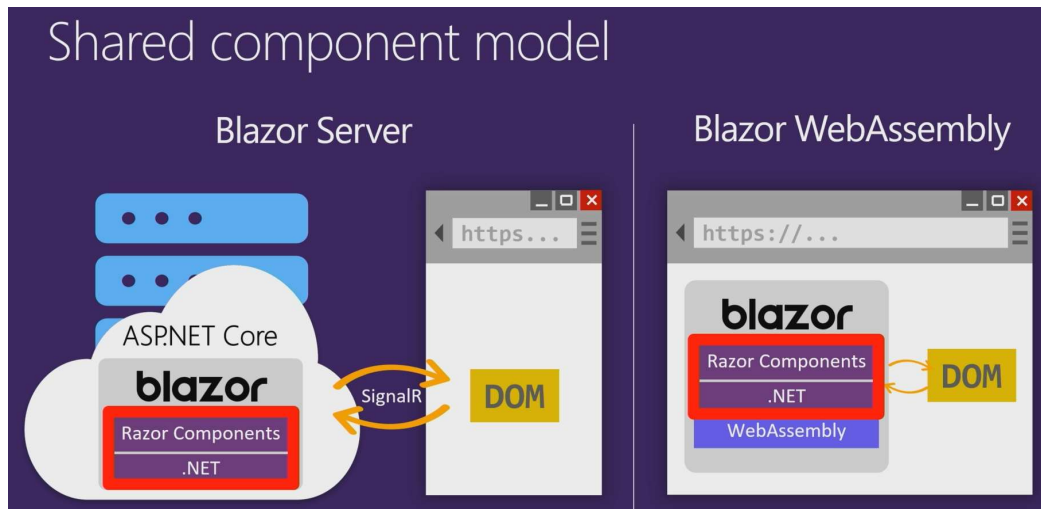 Shared component model
Blazor Server
https...
ASP.NET Core
blazor
Razor Components
.NET
SignalR
DOM
Blazor WebAssembly
https://...
blazor
Razor Components
.NET
WebAssembly
DOM